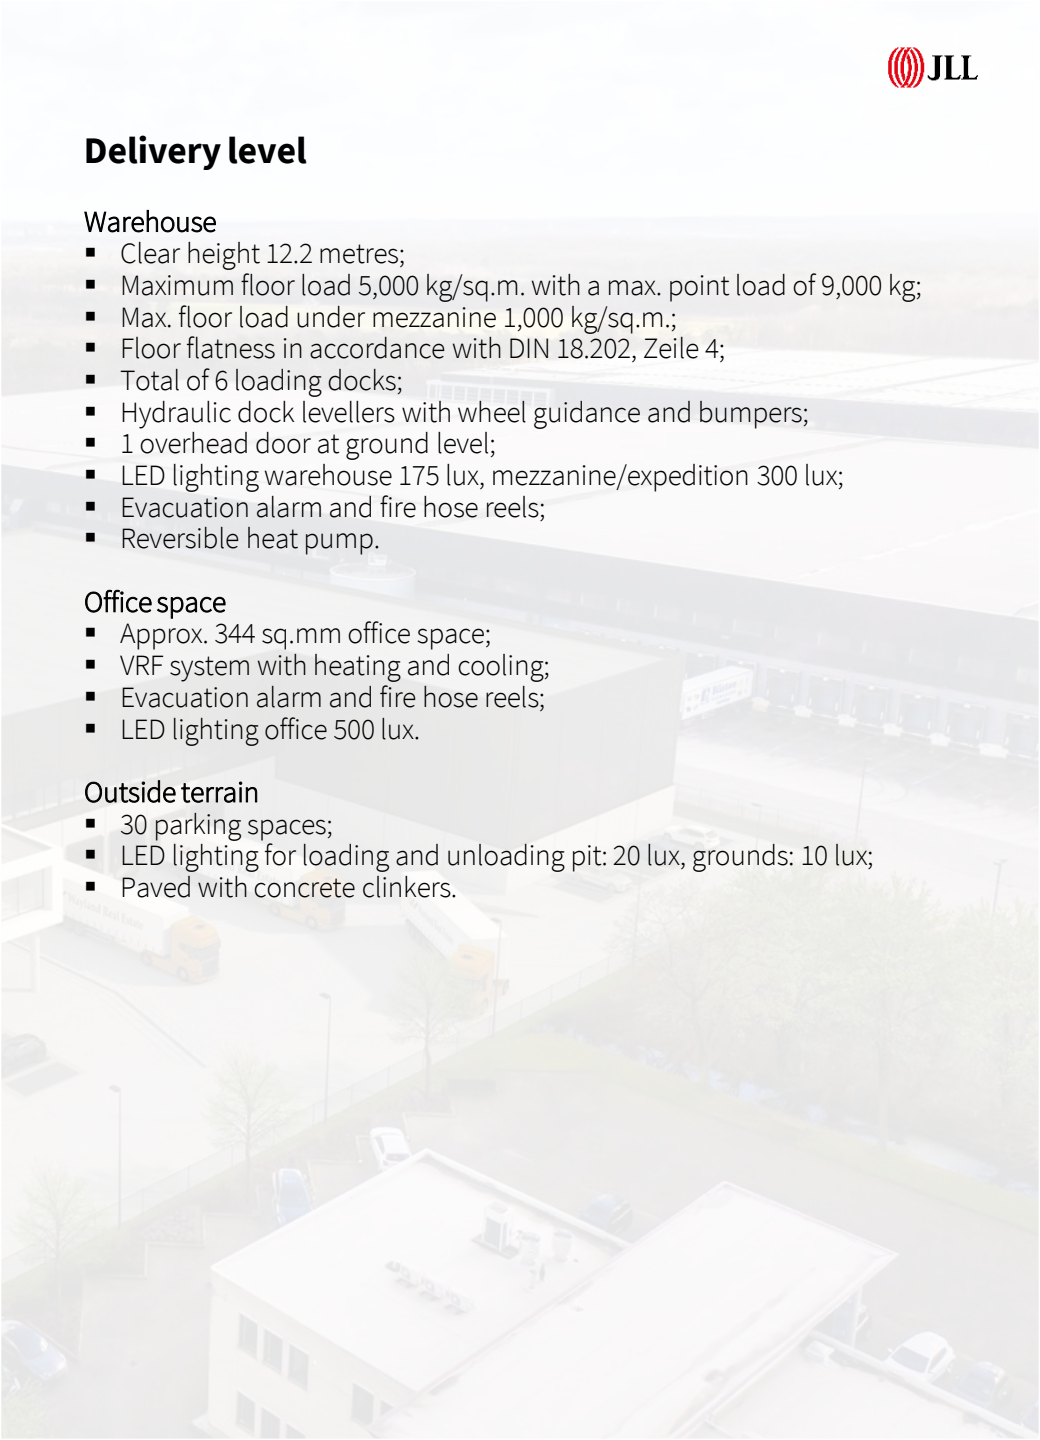 JLL
Delivery level
Warehouse
▪ Clear height 12.2 metres;
▪ Maximum floor load 5,000 kg/sq.m. with a max. point load of 9,000 kg;
▪ Max. floor load under mezzanine 1,000 kg/sq.m.;
▪ Floor flatness in accordance with DIN 18.202, Zeile 4;
▪ Total of 6 loading docks;
▪ Hydraulic dock levellers with wheel guidance and bumpers;
▪ 1 overhead door at ground level;
▪ LED lighting warehouse 175 lux, mezzanine/expedition 300 lux;
▪ Evacuation alarm and fire hose reels;
▪ Reversible heat pump.
Office space
▪ Approx. 344 sq.mm office space;
▪ VRF system with heating and cooling;
▪ Evacuation alarm and fire hose reels;
▪ LED lighting office 500 lux.
Outside terrain
▪ 30 parking spaces;
▪ LED lighting for loading and unloading pit: 20 lux, grounds: 10 lux;
▪ Paved with concrete clinkers.